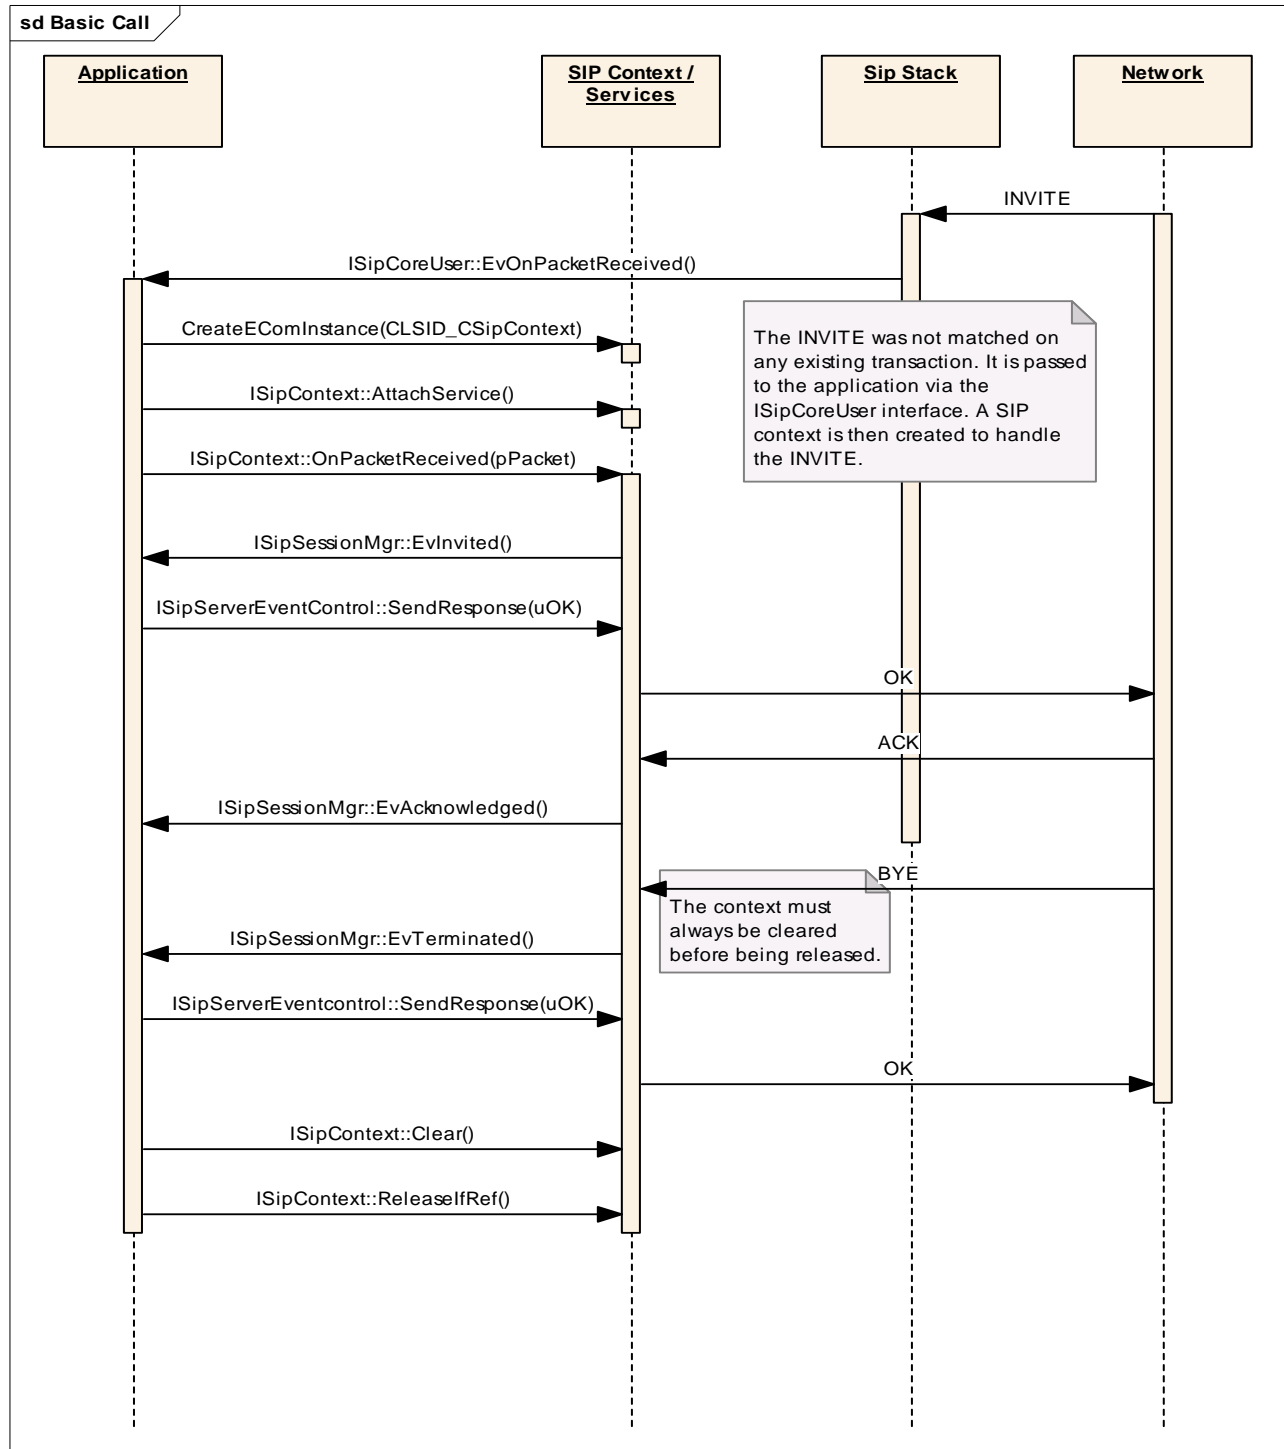 sd Basic Call
Application
SIP Context /
Services
Sip Stack
Network
INVITE
ISipCoreUser::EvOnPacketReceived()
CreateEComInstance(CLSID_CSipContext)
The INVITE was not matched on
any existing transaction. It is passed
to the application via the
ISipCoreUser interface. A SIP
context is then created to handle
the INVITE.
ISipContext::AttachService()
ISipContext::OnPacketReceived(pPacket)
ISipSessionMgr::EvInvited()
ISipServerEventControl::SendResponse(uOK)
OK
ACK
ISipSessionMgr::EvAcknowledged()
BYE
The context must
always be cleared
before being released.
ISipSessionMgr::EvTerminated()
ISipServerEventcontrol::SendResponse(uOK)
OK
ISipContext::Clear()
ISipContext::ReleaseIfRef()